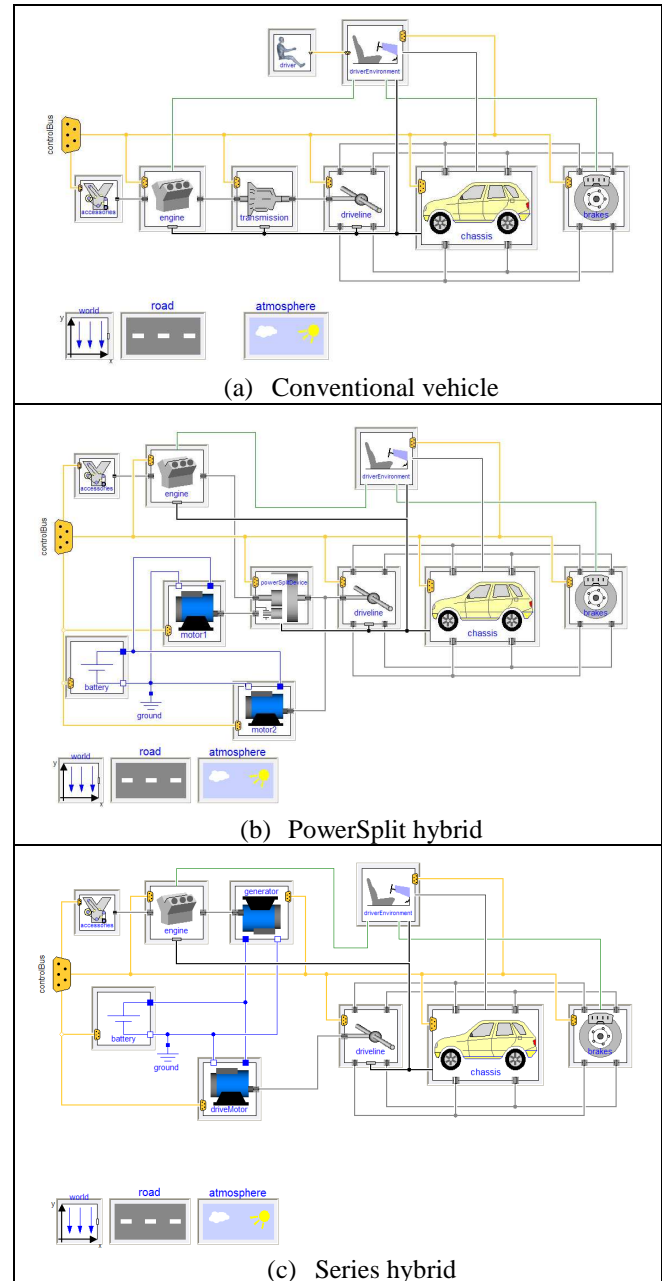 driver
driverEnvironment
controlBus
accessories
engine
transmission
driveline
chassis
brakes
y
world
x
road
atmosphere
(a) Conventional vehicle
accessories
engine
driverEnvironment
controlBus
powerSplitDevice
motor1
driveline
chassis
brakes
battery
ground
motor2
y
world
x
road
atmosphere
(b) PowerSplit hybrid
accessories
engine
generator
driverEnvironment
controlBus
battery
ground
driveMotor
driveline
chassis
brakes
y
world
x
road
atmosphere
(c) Series hybrid